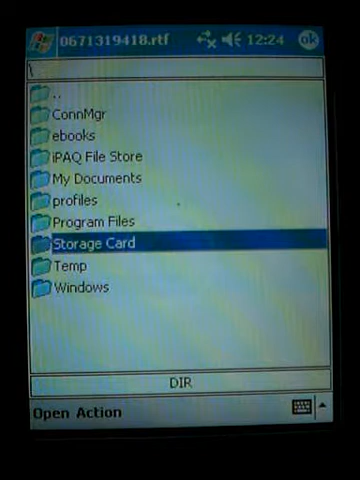 0671319418.rtf 12:24 ok
\
..
ConnMgr
ebooks
iPAQ File Store
My Documents
profiles
Program Files
Storage Card
Temp
Windows
DIR
Open Action